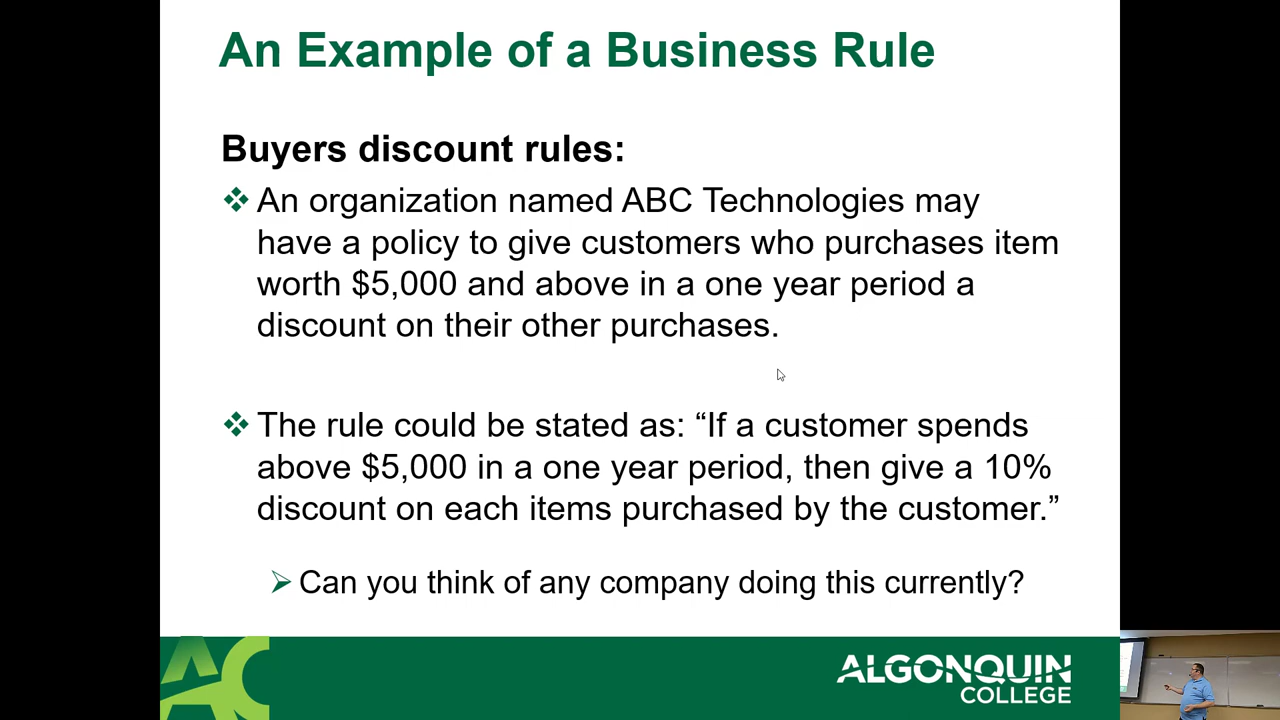 An Example of a Business Rule
Buyers discount rules:
An organization named ABC Technologies may
have a policy to give customers who purchases item
worth $5,000 and above in a one year period a
discount on their other purchases.
The rule could be stated as: “If a customer spends
above $5,000 in a one year period, then give a 10%
discount on each items purchased by the customer.”
Can you think of any company doing this currently?
AC
ALGONQUIN
COLLEGE